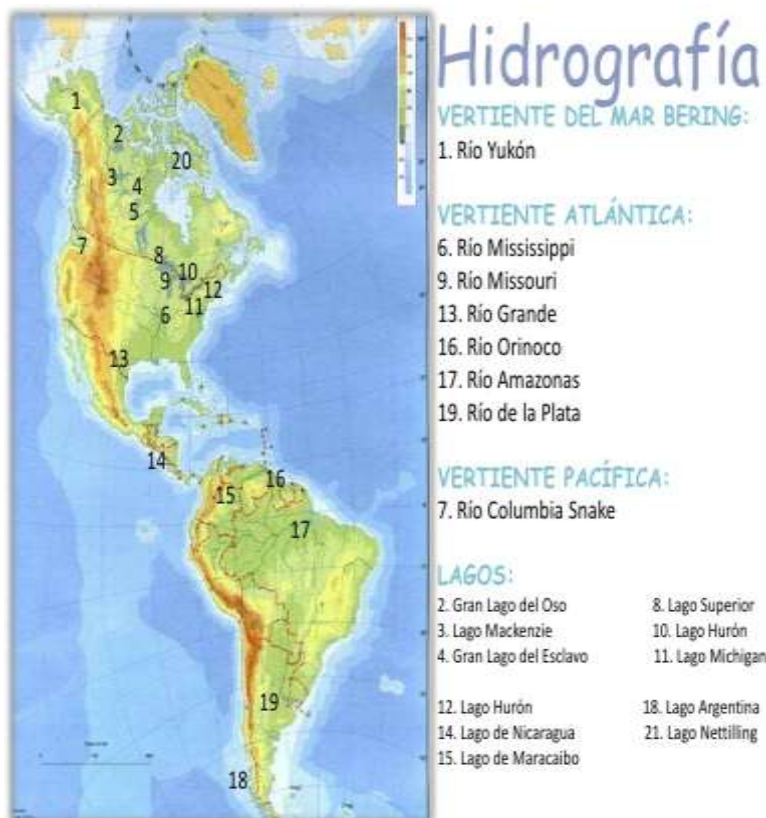 Hidrografía
VERTIENTE DEL MAR BERING:
1. Río Yukón
VERTIENTE ATLÁNTICA:
6. Río Mississippi
9. Río Missouri
13. Río Grande
16. Río Orinoco
17. Río Amazonas
19. Río de la Plata
VERTIENTE PACÍFICA:
7. Río Columbia Snake
LAGOS:
2. Gran Lago del Oso
8. Lago Superior
3. Lago Mackenzie
10. Lago Hurón
4. Gran Lago del Esclavo
11. Lago Michigan
12. Lago Hurón
18. Lago Argentina
14. Lago de Nicaragua
21. Lago Nettilling
15. Lago de Maracaibo
1
2
20
3
4
5
7
8
10
9
12
11
6
13
14
16
15
17
19
18